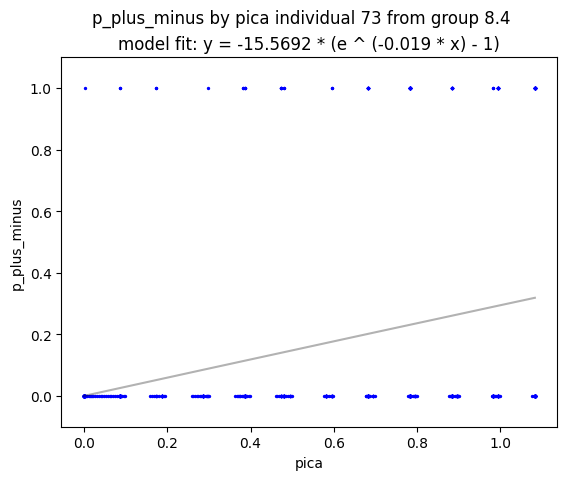 p_plus_minus by pica individual 73 from group 8.4
model fit: y = -15.5692 * (e ^ (-0.019 * x) - 1)
1.0
0.8
0.6
0.4
0.2
0.0
p_plus_minus
0.0 0.2 0.4 0.6 0.8 1.0
pica